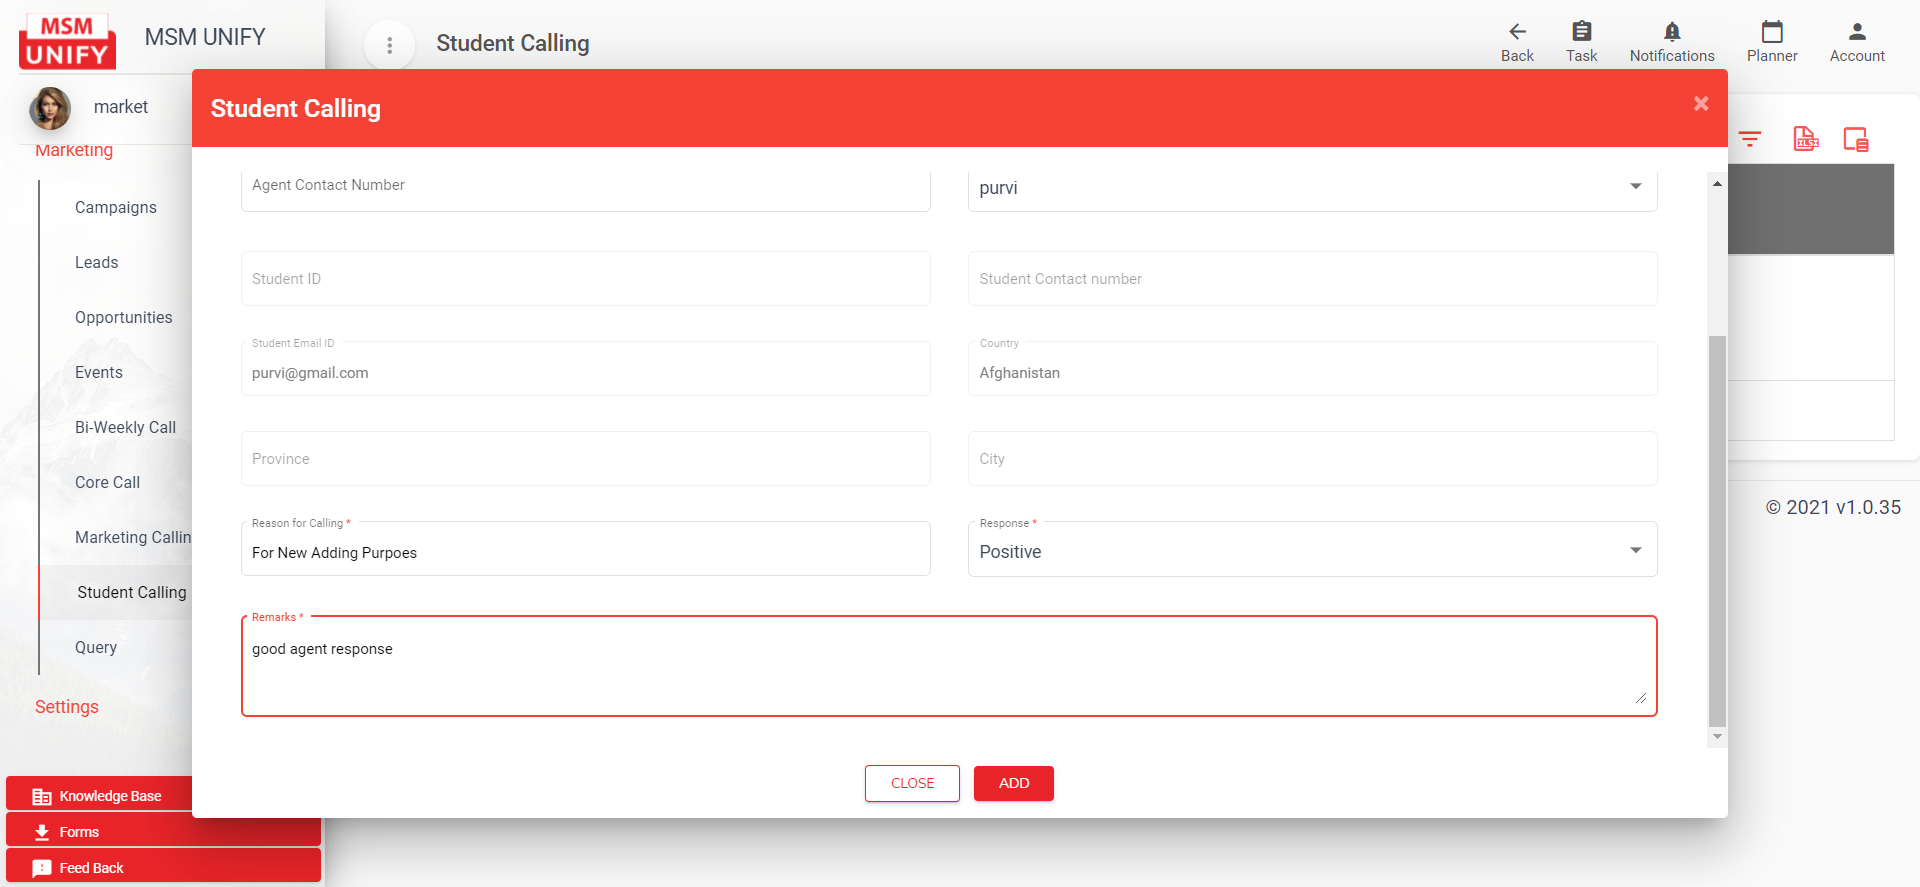 MSM
UNIFY
MSM UNIFY
Student Calling
Back
Task
Notifications
Planner
Account
market
Marketing
Campaigns
Leads
Opportunities
Events
Bi-Weekly Call
Core Call
Marketing Callin
Student Calling
Query
Settings
Knowledge Base
Forms
Feed Back
Student Calling
×
Agent Contact Number
purvi
Student ID
Student Contact number
Student Email ID
purvi@gmail.com
Country
Afghanistan
Province
City
Reason for Calling *
For New Adding Purpoes
Response *
Positive
Remarks *
good agent response
CLOSE
ADD
XLSX
© 2021 v1.0.35